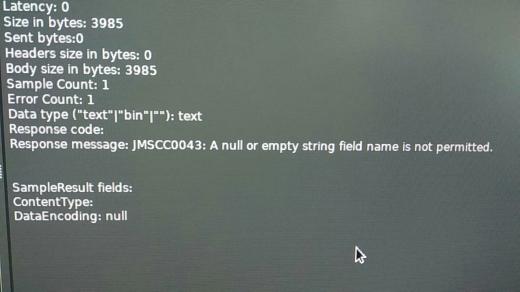 Latency: 0
Size in bytes: 3985
Sent bytes:0
Headers size in bytes: 0
Body size in bytes: 3985
Sample Count: 1
Error Count: 1
Data type ("text"|"bin"|""): text
Response code:
Response message: JMSCC0043: A null or empty string field name is not permitted.
SampleResult fields:
ContentType:
DataEncoding: null